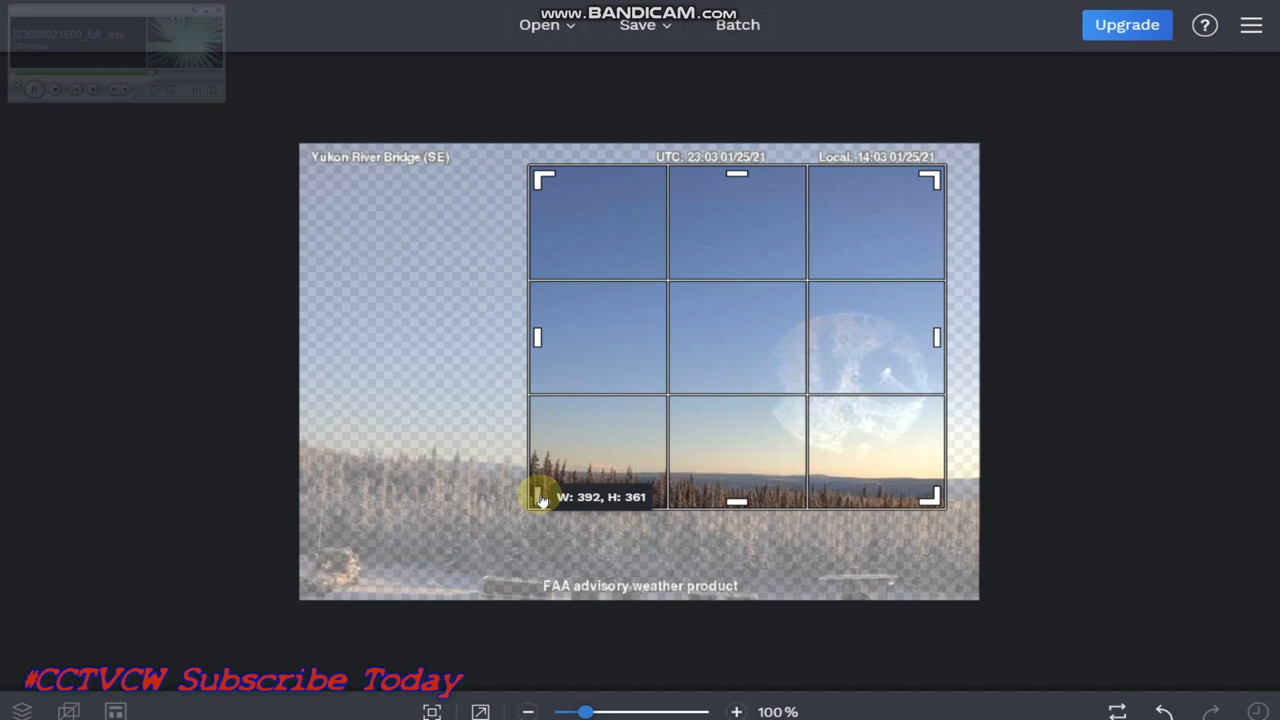 www.BANDICAM.com
303000021500_full_mpr
Open
Save
Batch
Upgrade
?
Yukon River Bridge (SE)
UTC: 23:03 01/25/21
Local: 14:03 01/25/21
W: 392, H: 361
FAA advisory weather product
#CCTVCW Subscribe Today
100 %